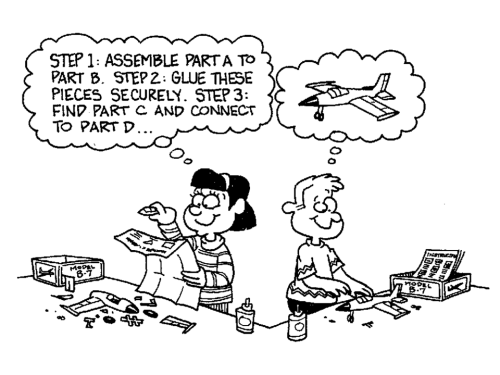 STEP 1: ASSEMBLE PART A TO
PART B. STEP 2: GLUE THESE
PIECES SECURELY. STEP 3:
FIND PART C AND CONNECT
TO PART D...
MODEL
B-7
MODEL
B-7